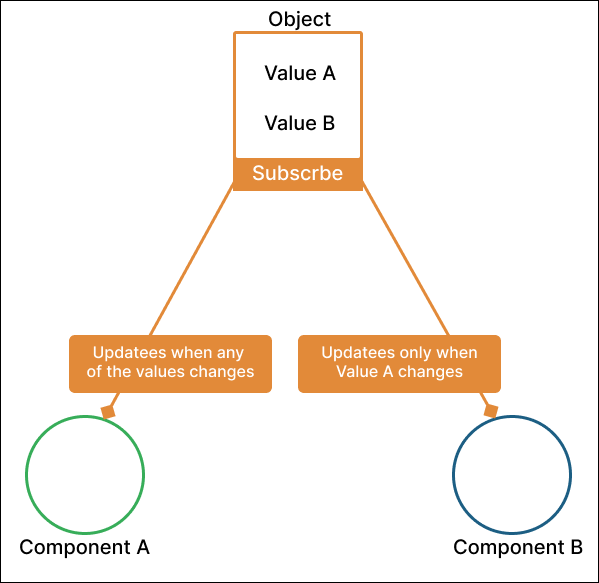 Object
Value A
Value B
Subscrbe
Updatees when any
of the values changes
Updatees only when
Value A changes
Component A
Component B